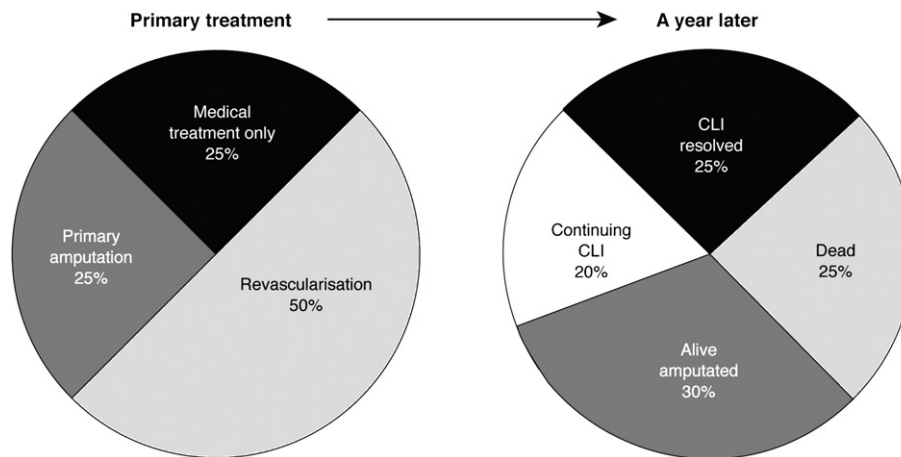 Primary treatment
A year later
Medical
treatment only
25%
Primary
amputation
25%
Revascularisation
50%
CLI
resolved
25%
Continuing
CLI
20%
Dead
25%
Alive
amputated
30%